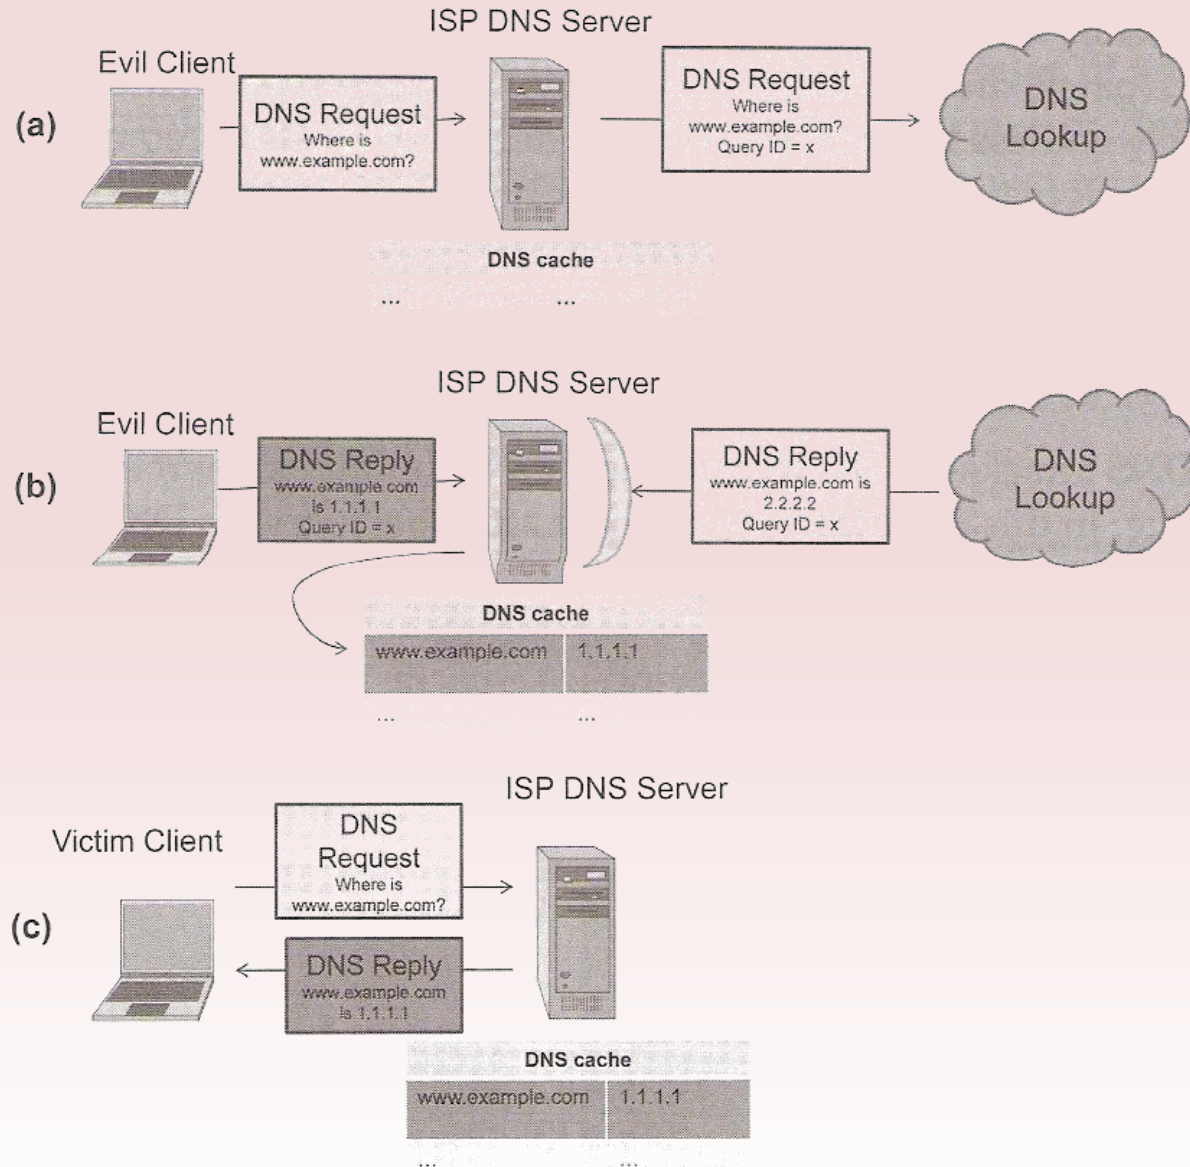 ISP DNS Server
Evil Client
(a)
DNS Request
Where is
www.example.com?
DNS Request
Where is
www.example.com?
Query ID = x
DNS
Lookup
DNS cache
... ...
ISP DNS Server
Evil Client
(b)
DNS Reply
www.example.com
is 1.1.1.1
Query ID = x
DNS Reply
www.example.com is
2.2.2.2
Query ID = x
DNS
Lookup
DNS cache
www.example.com 1.1.1.1
... ...
ISP DNS Server
Victim Client
(c)
DNS
Request
Where is
www.example.com?
DNS Reply
www.example.com
is 1.1.1.1
DNS cache
www.example.com 1.1.1.1
... ...